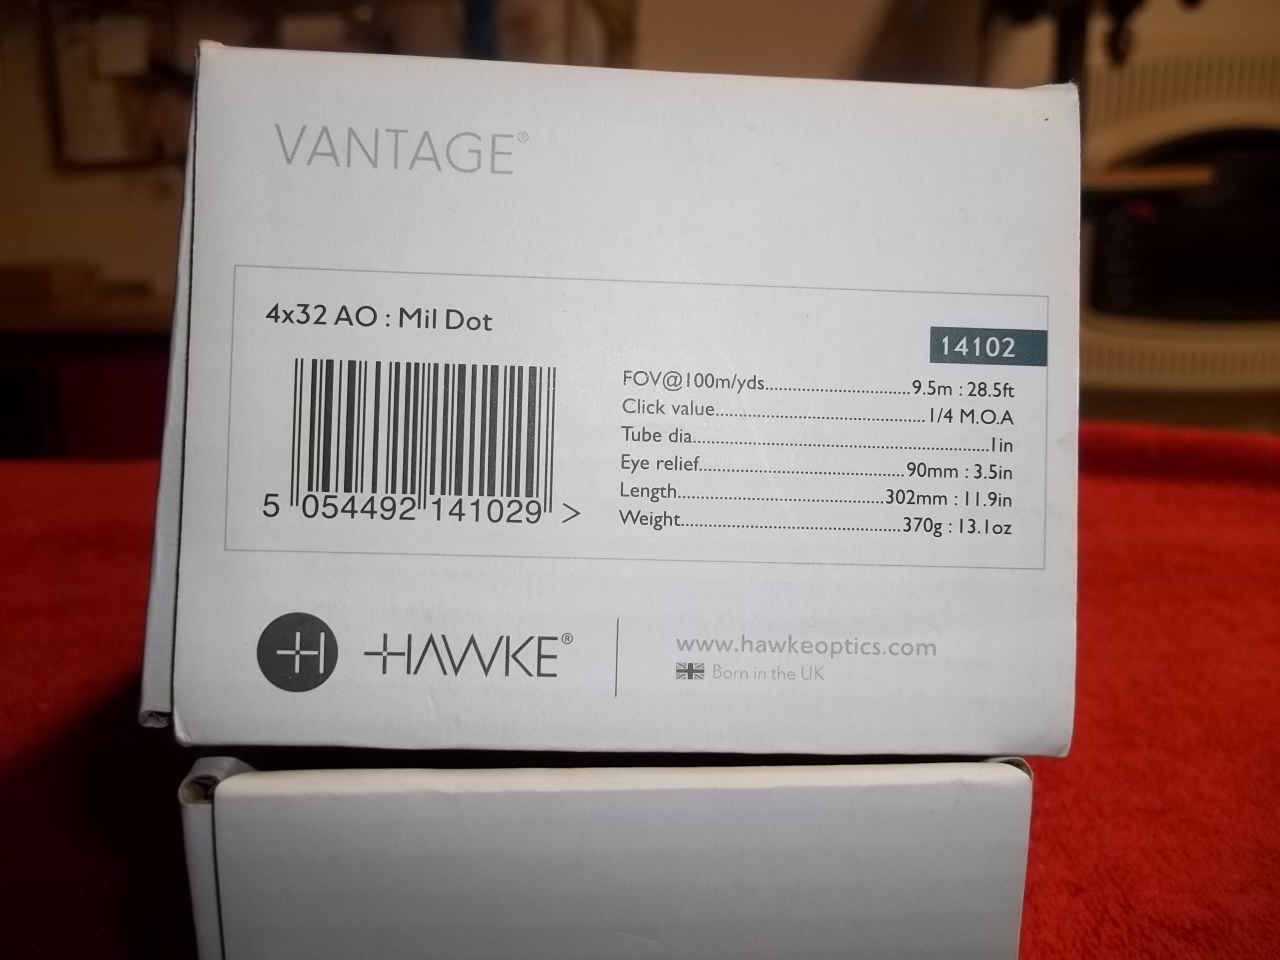 VANTAGE®
4x32 AO : Mil Dot
14102
FOV@100m/yds..............................9.5m : 28.5ft
Click value...........................................1/4 M.O.A
Tube dia............................................................1in
Eye relief..........................................90mm : 3.5in
Length..........................................302mm : 11.9in
Weight............................................370g : 13.1oz
5 054492 141029 >
HAWKE®
www.hawkeoptics.com
Born in the UK